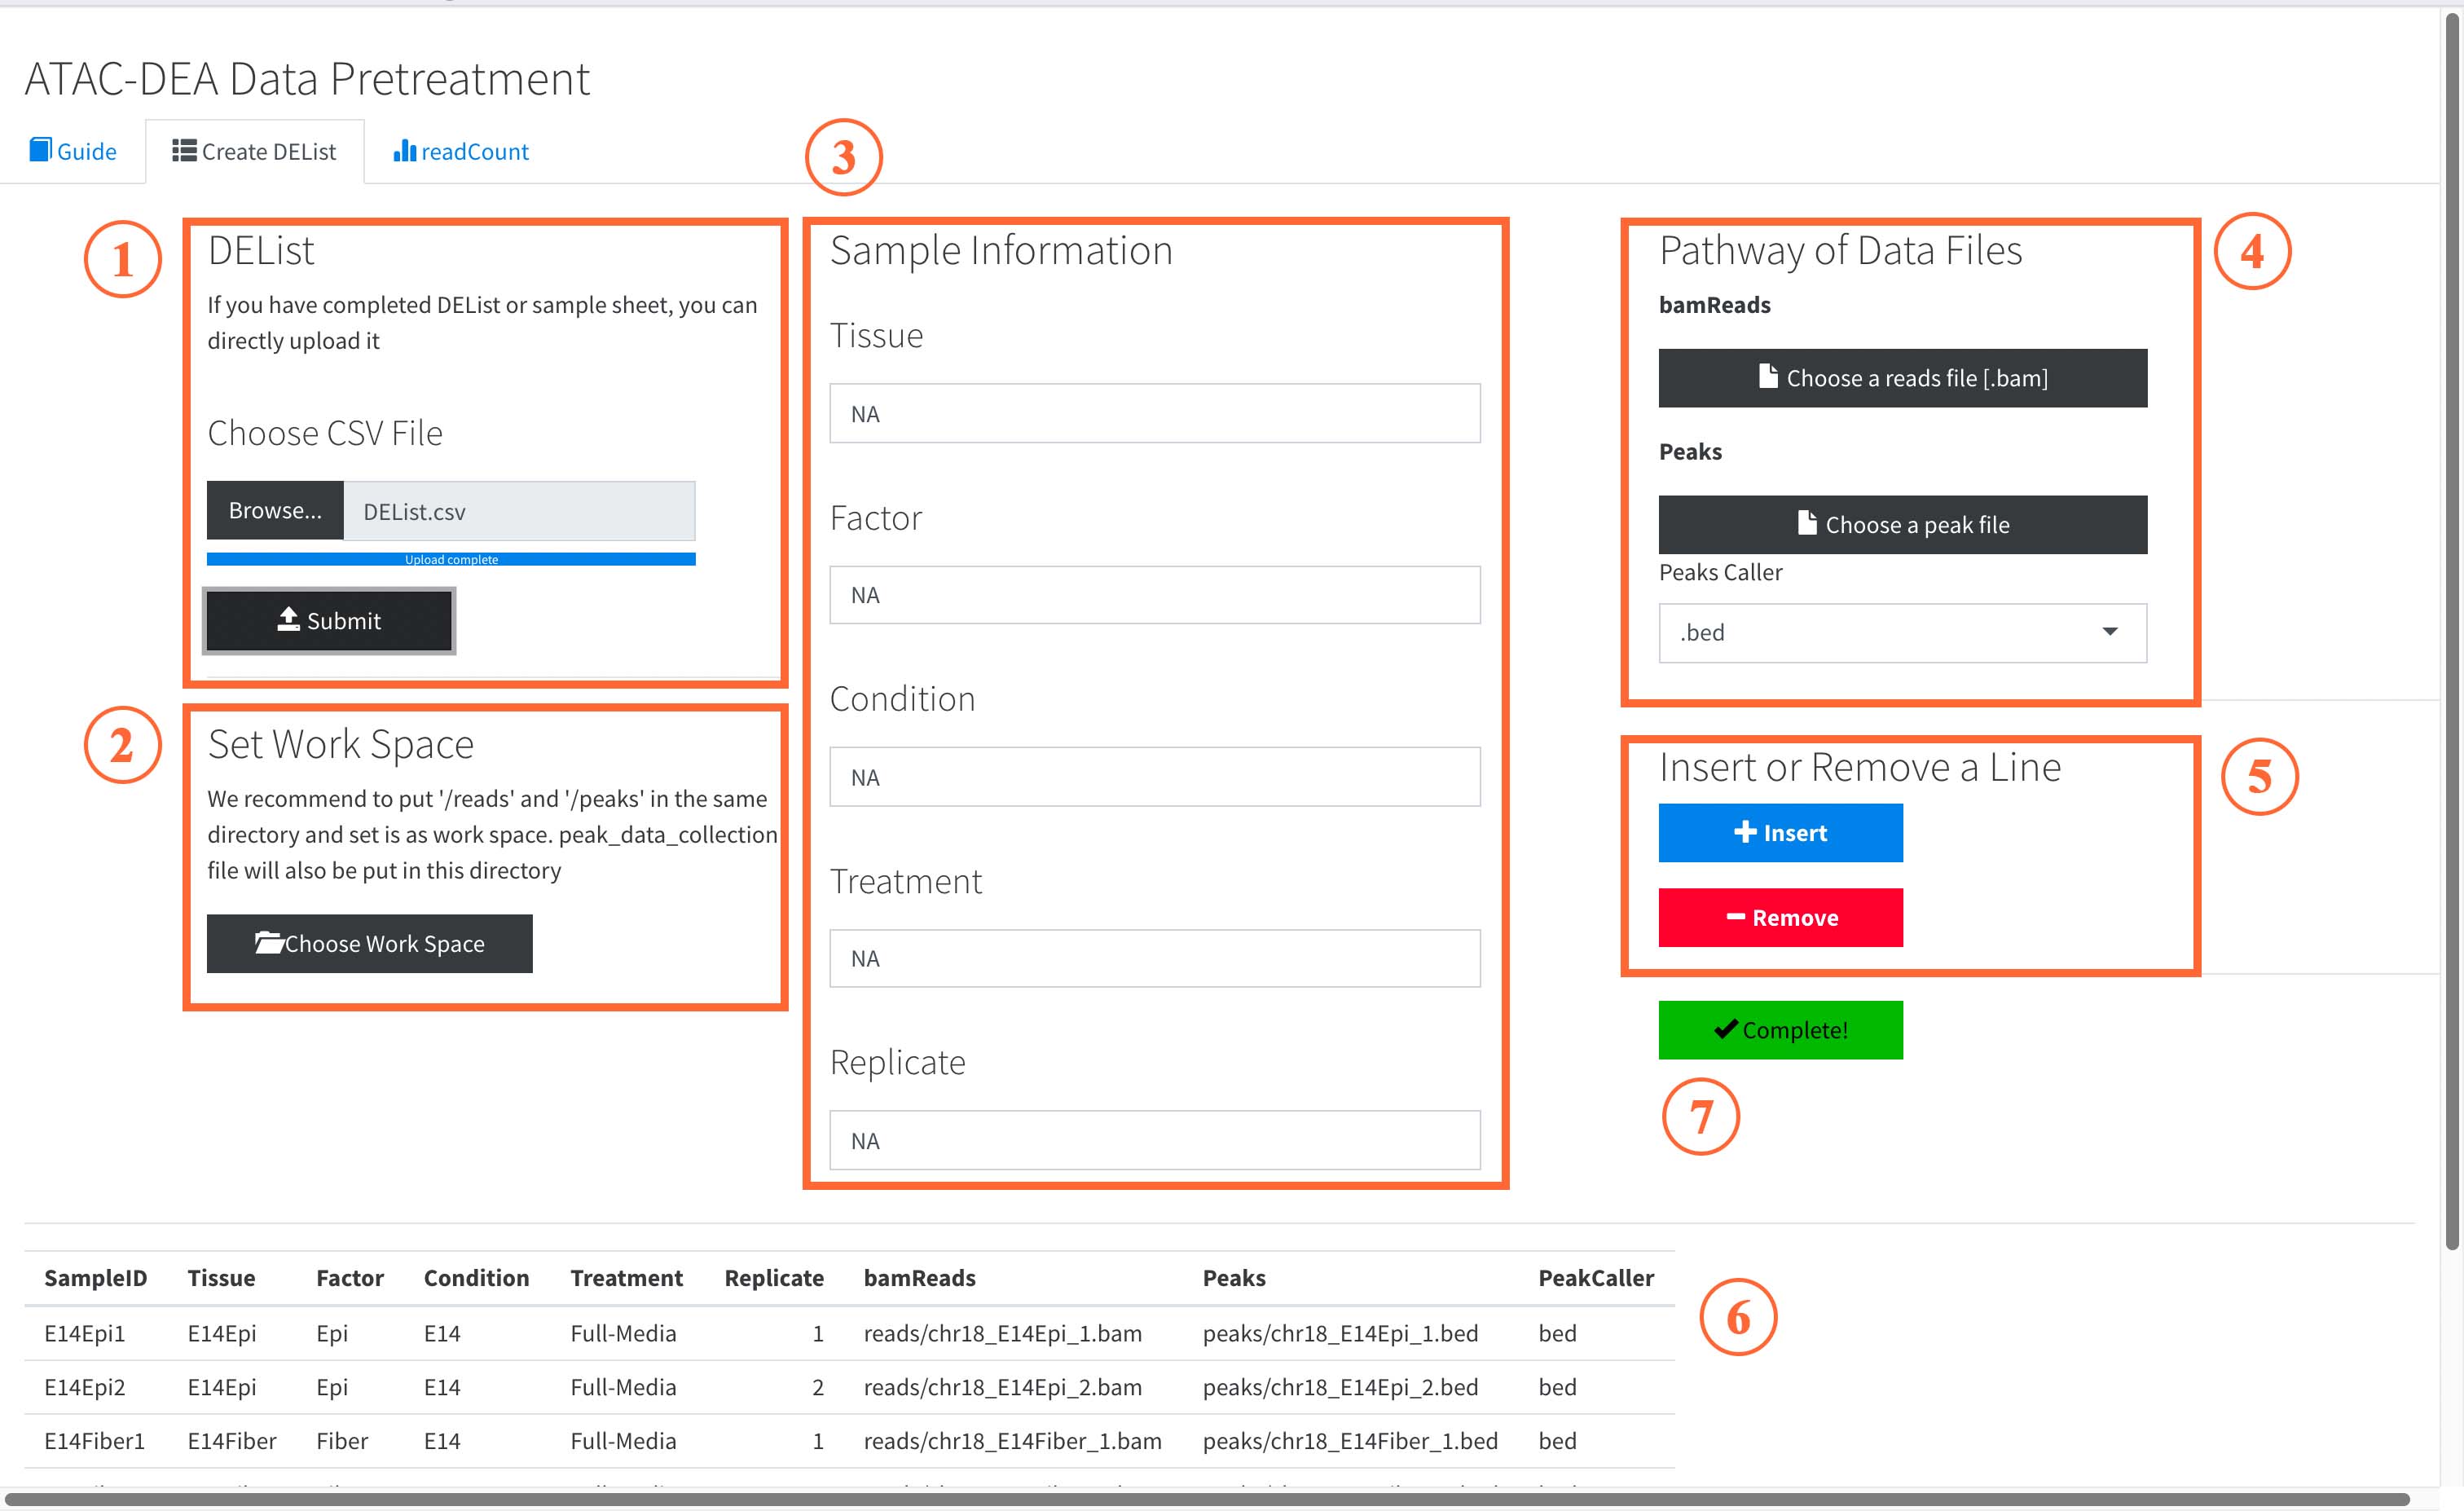 ATAC-DEA Data Pretreatment
Guide
Create DEList
readCount
3
1
DEList
If you have completed DEList or sample sheet, you can
directly upload it
Choose CSV File
Browse...
DEList.csv
Upload complete
Submit
2
Set Work Space
We recommend to put '/reads' and '/peaks' in the same
directory and set is as work space. peak_data_collection
file will also be put in this directory
Choose Work Space
Sample Information
Tissue
NA
Factor
NA
Condition
NA
Treatment
NA
Replicate
NA
4
Pathway of Data Files
bamReads
Choose a reads file [.bam]
Peaks
Choose a peak file
Peaks Caller
.bed
5
Insert or Remove a Line
Insert
Remove
Complete!
7
SampleID Tissue Factor Condition Treatment Replicate bamReads Peaks PeakCaller
6
E14Epi1 E14Epi Epi E14 Full-Media 1 reads/chr18_E14Epi_1.bam peaks/chr18_E14Epi_1.bed bed
E14Epi2 E14Epi Epi E14 Full-Media 2 reads/chr18_E14Epi_2.bam peaks/chr18_E14Epi_2.bed bed
E14Fiber1 E14Fiber Fiber E14 Full-Media 1 reads/chr18_E14Fiber_1.bam peaks/chr18_E14Fiber_1.bed bed